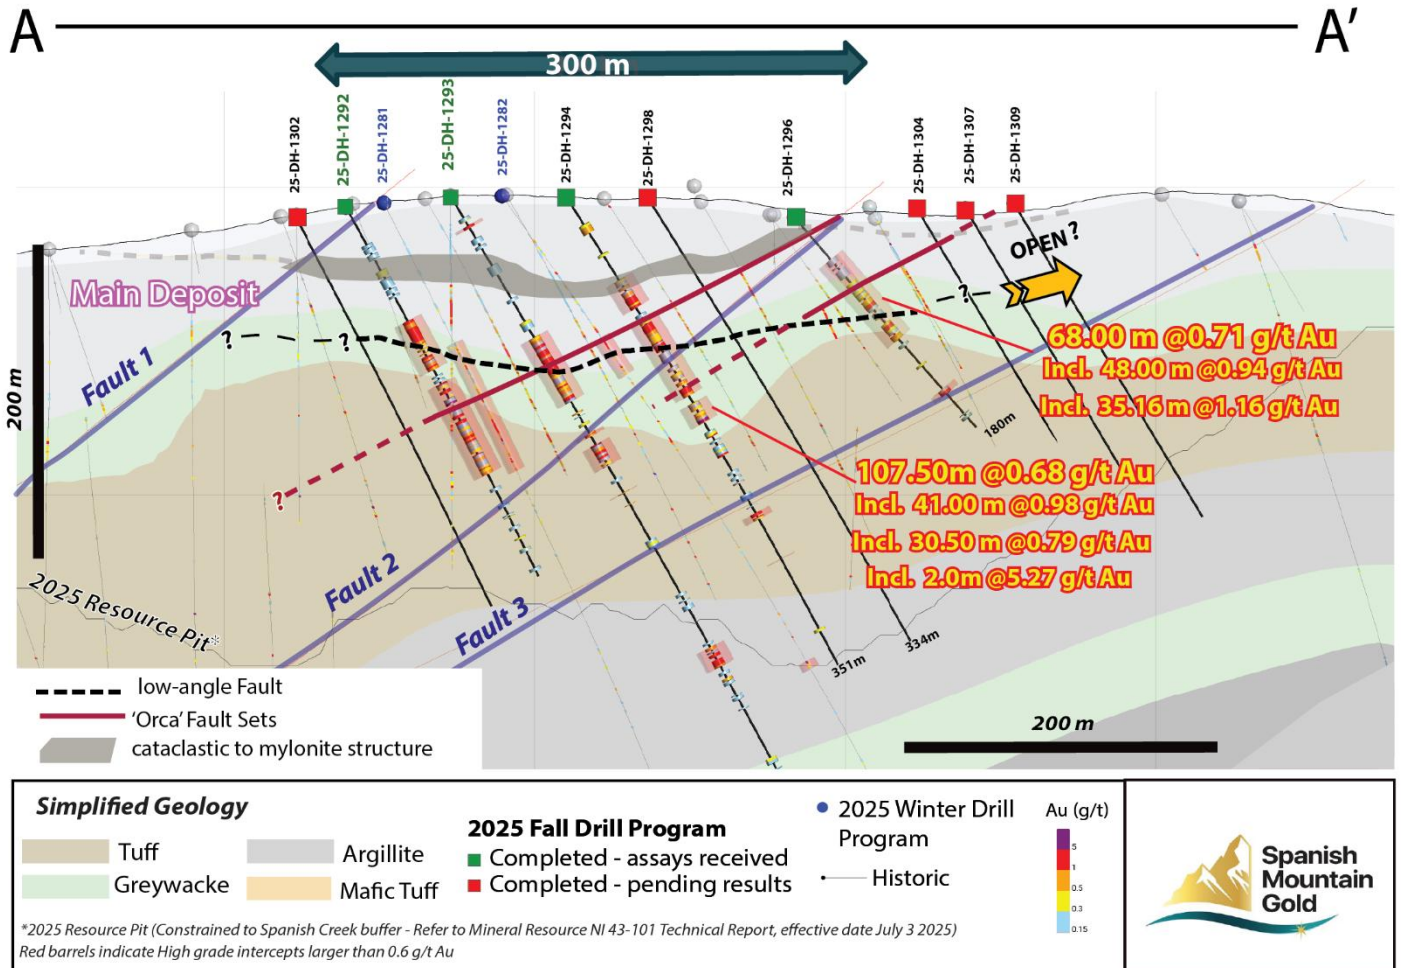 A
A'
300 m
25-DH-1302
25-DH-1292
25-DH-1281
25-DH-1293
25-DH-1282
25-DH-1294
25-DH-1298
25-DH-1296
25-DH-1304
25-DH-1307
25-DH-1309
OPEN ?
Main Deposit
?
?
?
Fault 1
200 m
68.00 m @0.71 g/t Au
Incl. 48.00 m @0.94 g/t Au
Incl. 35.16 m @1.16 g/t Au
180m
107.50m @0.68 g/t Au
Incl. 41.00 m @0.98 g/t Au
Incl. 30.50 m @0.79 g/t Au
Incl. 2.0m @5.27 g/t Au
?
Fault 2
2025 Resource Pit*
Fault 3
334m
351m
low-angle Fault
'Orca' Fault Sets
cataclastic to mylonite structure
200 m
Simplified Geology
Tuff
Argillite
Greywacke
Mafic Tuff
2025 Fall Drill Program
Completed - assays received
Completed - pending results
2025 Winter Drill
Program
Historic
Au (g/t)
5
1
0.5
0.3
0.15
Spanish
Mountain
Gold
*2025 Resource Pit (Constrained to Spanish Creek buffer - Refer to Mineral Resource NI 43-101 Technical Report, effective date July 3 2025)
Red barrels indicate High grade intercepts larger than 0.6 g/t Au